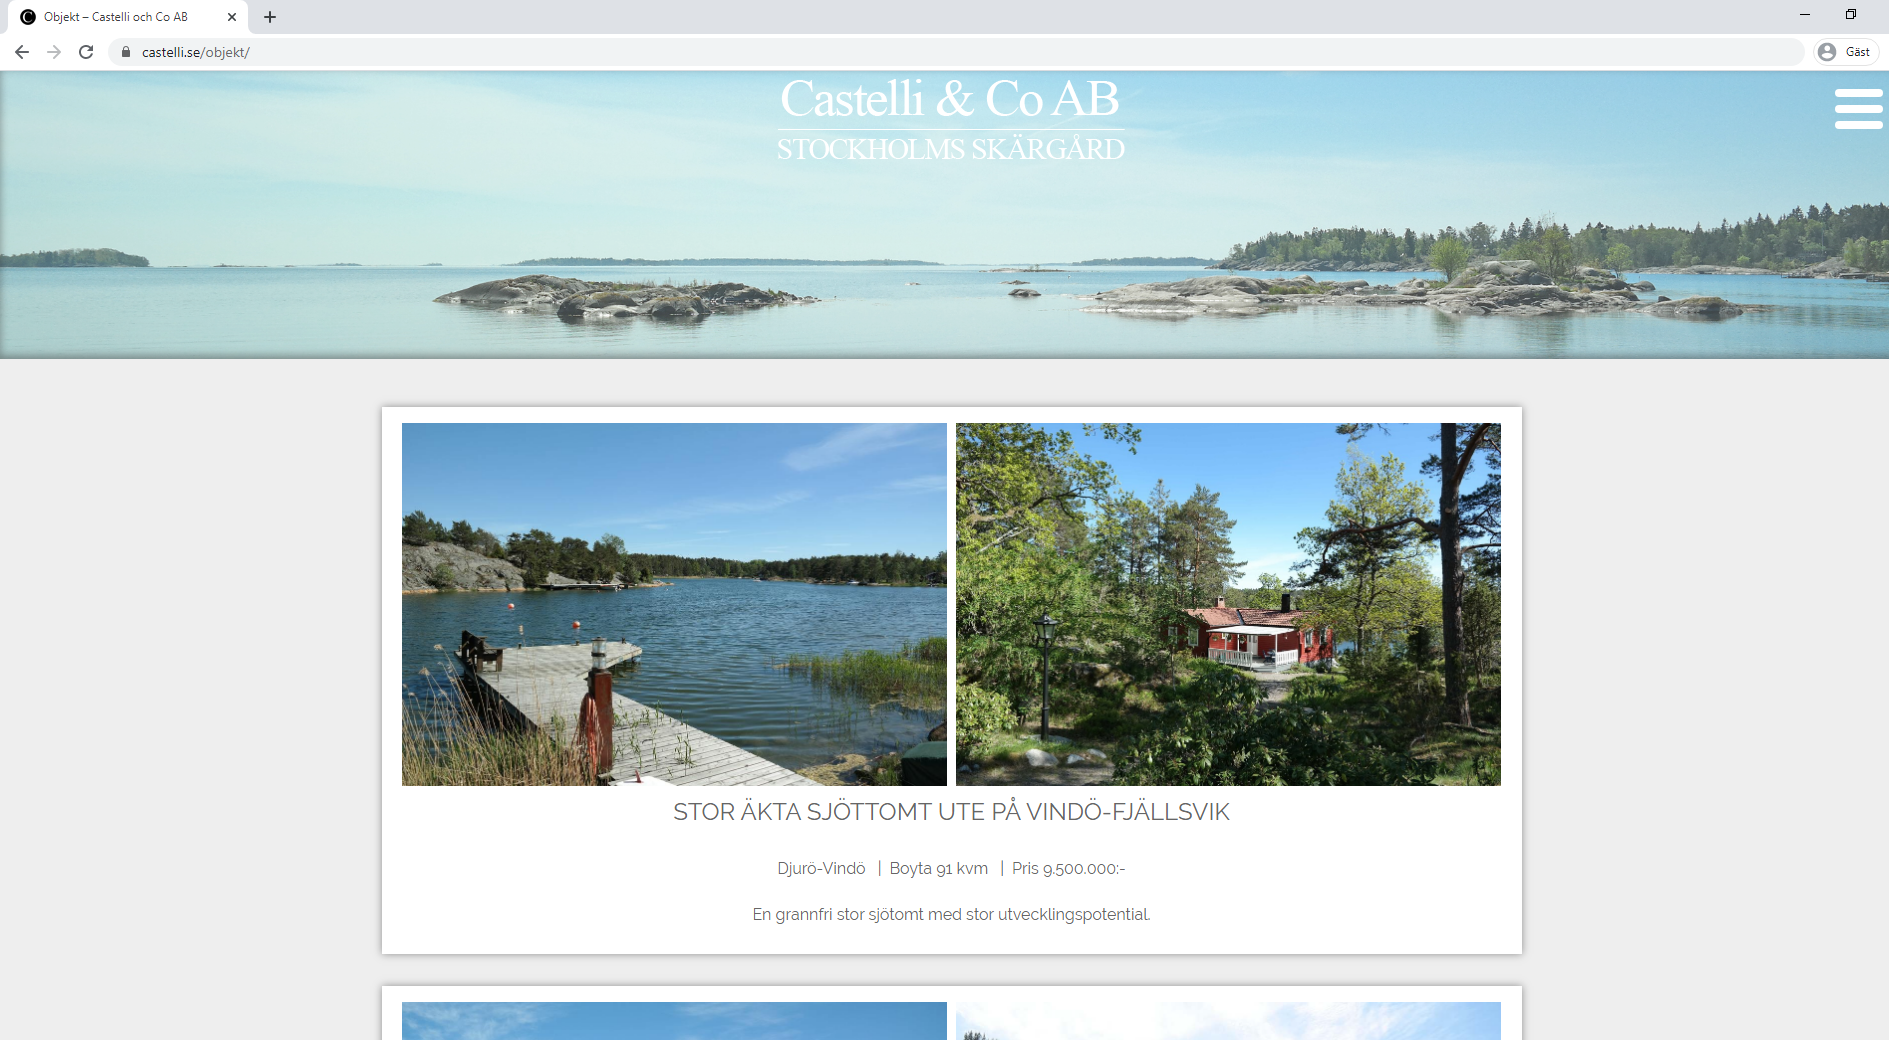 Objekt – Castelli och Co AB
castelli.se/objekt/
Gäst
Castelli & Co AB
STOCKHOLMS SKÄRGÅRD
STOR ÄKTA SJÖTTOMT UTE PÅ VINDÖ-FJÄLLSVIK
Djurö-Vindö | Boyta 91 kvm | Pris 9.500.000:-
En grannfri stor sjötomt med stor utvecklingspotential.